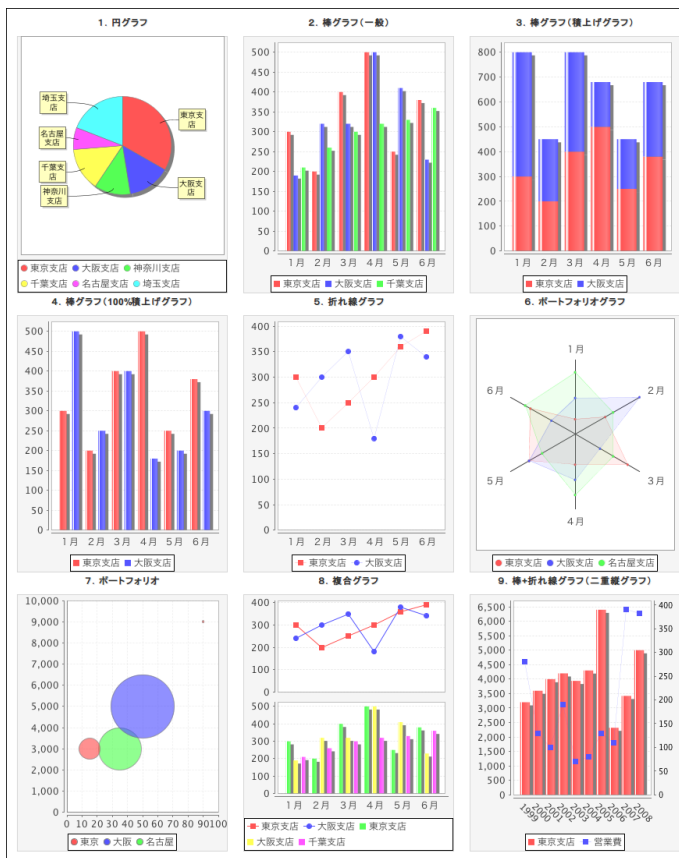 1. 円グラフ
埼玉支店
東京支店
名古屋支店
千葉支店
神奈川支店
大阪支店
東京支店 大阪支店 神奈川支店
千葉支店 名古屋支店 埼玉支店
2. 棒グラフ(一般)
500
450
400
350
300
250
200
150
100
50
0
1月 2月 3月 4月 5月 6月
東京支店 大阪支店 千葉支店
3. 棒グラフ(積上げグラフ)
800
700
600
500
400
300
200
100
0
1月 2月 3月 4月 5月 6月
東京支店 大阪支店
4. 棒グラフ(100%積上げグラフ)
500
450
400
350
300
250
200
150
100
50
0
1月 2月 3月 4月 5月 6月
東京支店 大阪支店
5. 折れ線グラフ
400
350
300
250
200
150
100
50
0
1月 2月 3月 4月 5月 6月
東京支店 大阪支店
6. ポートフォリオグラフ
1月
6月 2月
5月 3月
4月
東京支店 大阪支店 名古屋支店
7. ポートフォリオ
10,000
9,000
8,000
7,000
6,000
5,000
4,000
3,000
2,000
1,000
0
0 10 20 30 40 50 60 70 80 90 100
東京 大阪 名古屋
8. 複合グラフ
400
300
200
100
0
500
400
300
200
100
0
1月 2月 3月 4月 5月 6月
東京支店 大阪支店 東京支店
大阪支店 千葉支店
9. 棒+折れ線グラフ(二重縦グラフ)
6,500
6,000
5,500
5,000
4,500
4,000
3,500
3,000
2,500
2,000
1,500
1,000
500
0
400
350
300
250
200
150
100
50
0
1999 2000 2001 2002 2003 2004 2005 2006 2007 2008
東京支店 営業費